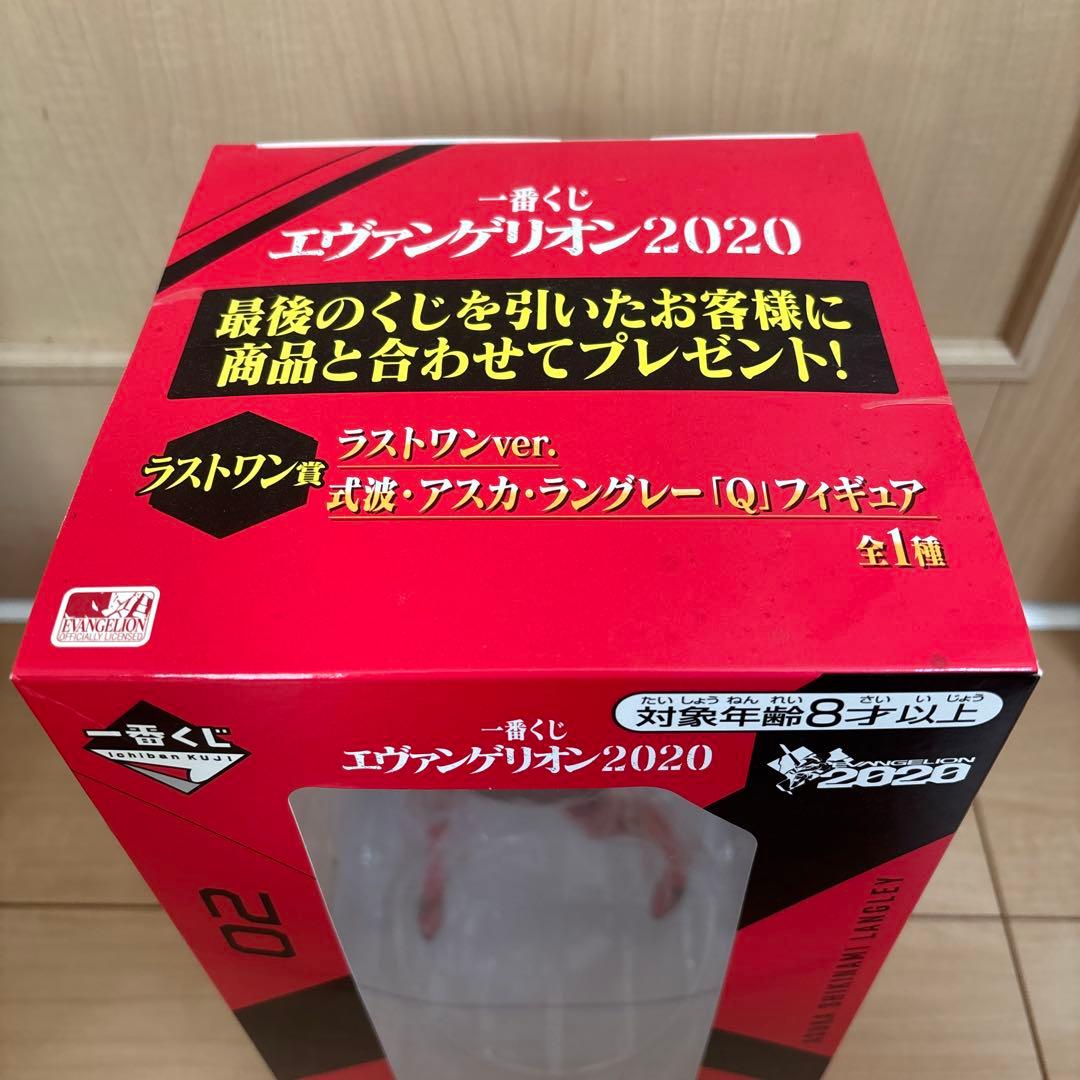 一番くじ
エヴァンゲリオン2020
最後のくじを引いたお客様に
商品と合わせてプレゼント!
ラストワン賞
ラストワンver.
式波・アスカ・ラングレー「Q」フィギュア
全1種
EVANGELION
OFFICIALLY LICENSED
一番くじ
Ichiban KUJI
一番くじ
エヴァンゲリオン2020
たいしょうねんれい さい いじょう
対象年齢8才以上
EVANGELION
2020
02
ASUKA SHIKINAMI LANGLEY